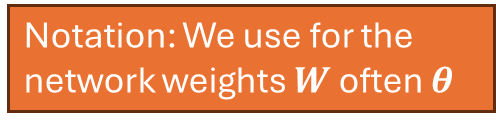 Notation: We use for the
network weights W often θ